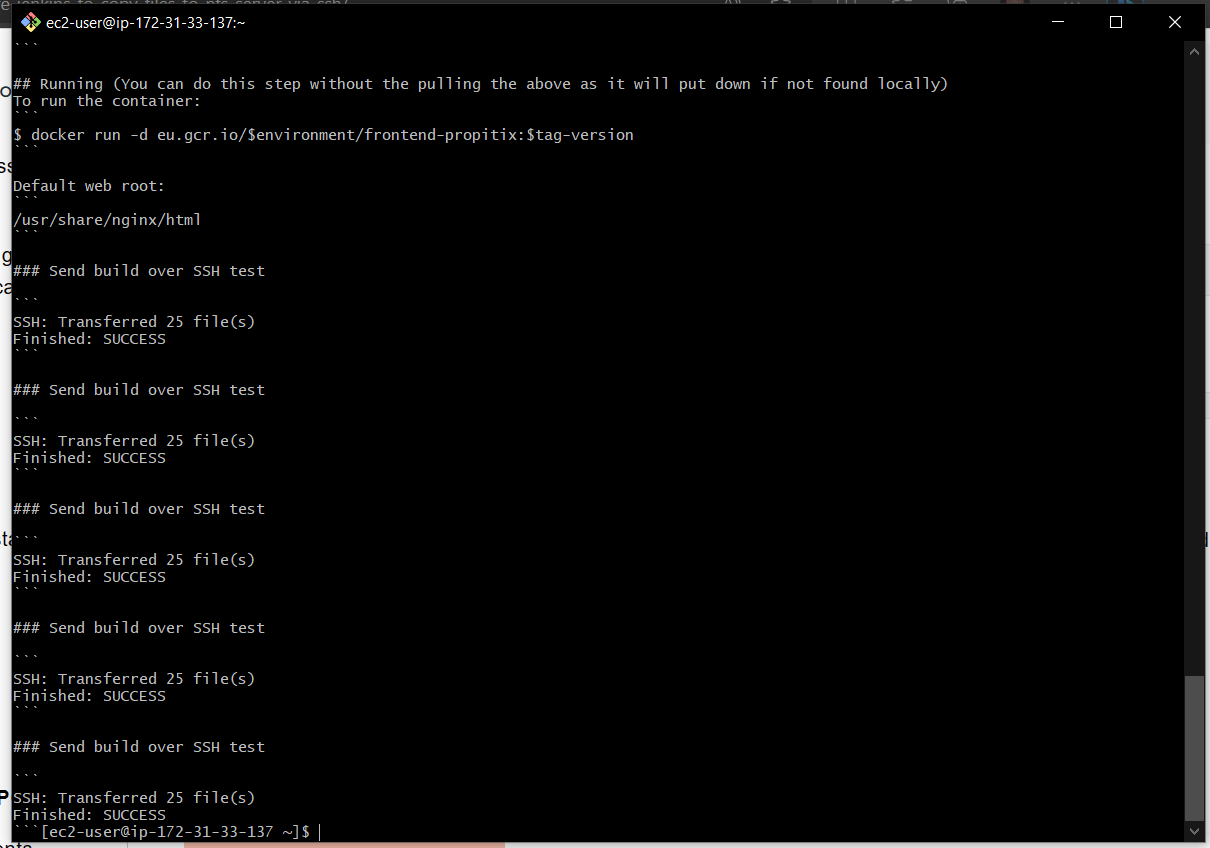 ec2-user@ip-172-31-33-137:~
```
## Running (You can do this step without the pulling the above as it will put down if not found locally)
To run the container:
```
$ docker run -d eu.gcr.io/$environment/frontend-propitix:$tag-version
```
Default web root:
```
/usr/share/nginx/html
```
### Send build over SSH test
```
SSH: Transferred 25 file(s)
Finished: SUCCESS
```
### Send build over SSH test
```
SSH: Transferred 25 file(s)
Finished: SUCCESS
```
### Send build over SSH test
```
SSH: Transferred 25 file(s)
Finished: SUCCESS
```
### Send build over SSH test
```
SSH: Transferred 25 file(s)
Finished: SUCCESS
```
### Send build over SSH test
```
SSH: Transferred 25 file(s)
Finished: SUCCESS
```[ec2-user@ip-172-31-33-137 ~]$